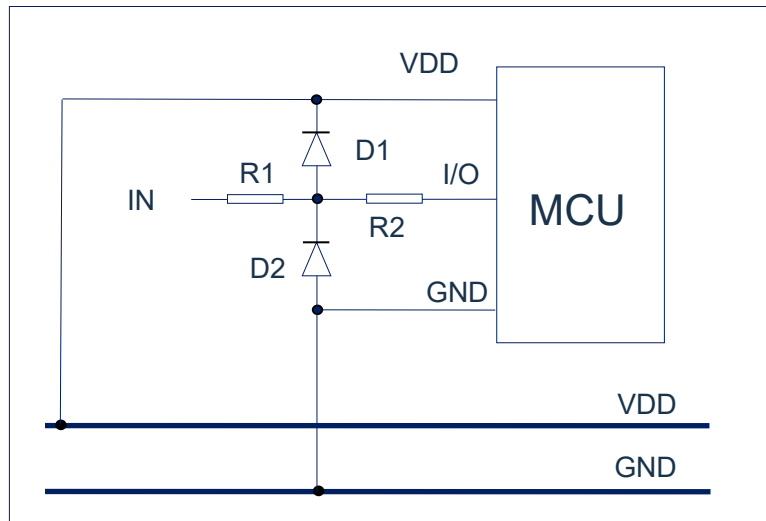 VDD
D1
R1
I/O
IN
MCU
R2
D2
GND
VDD
GND